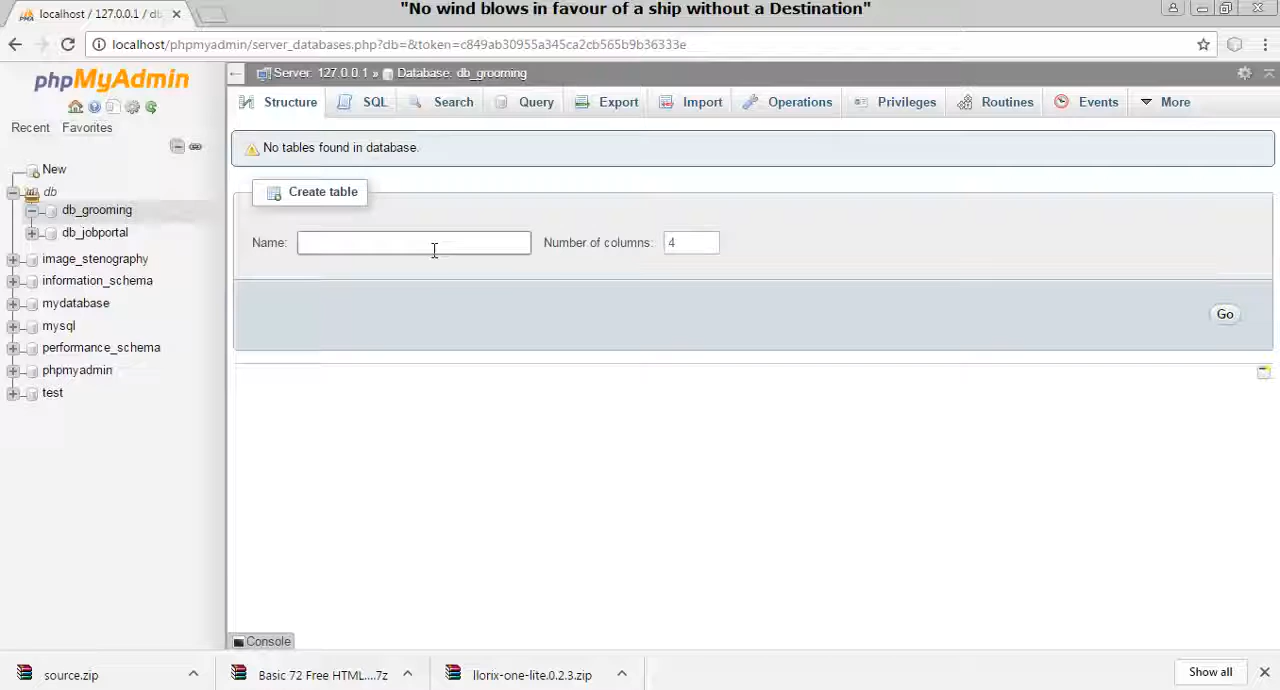 "No wind blows in favour of a ship without a Destination"
localhost / 127.0.0.1 / db
localhost/phpmyadmin/server_databases.php?db=&token=c849ab30955a345ca2cb565b9b36333e
phpMyAdmin
Server: 127.0.0.1 » Database: db_grooming
Structure SQL Search Query Export Import Operations Privileges Routines Events More
Recent Favorites
No tables found in database.
New
db
Create table
db_grooming
db_jobportal
Name: Number of columns: 4
image_stenography
information_schema
mydatabase
Go
mysql
performance_schema
phpmyadmin
test
Console
source.zip Basic 72 Free HTML....7z llorix-one-lite.0.2.3.zip Show all